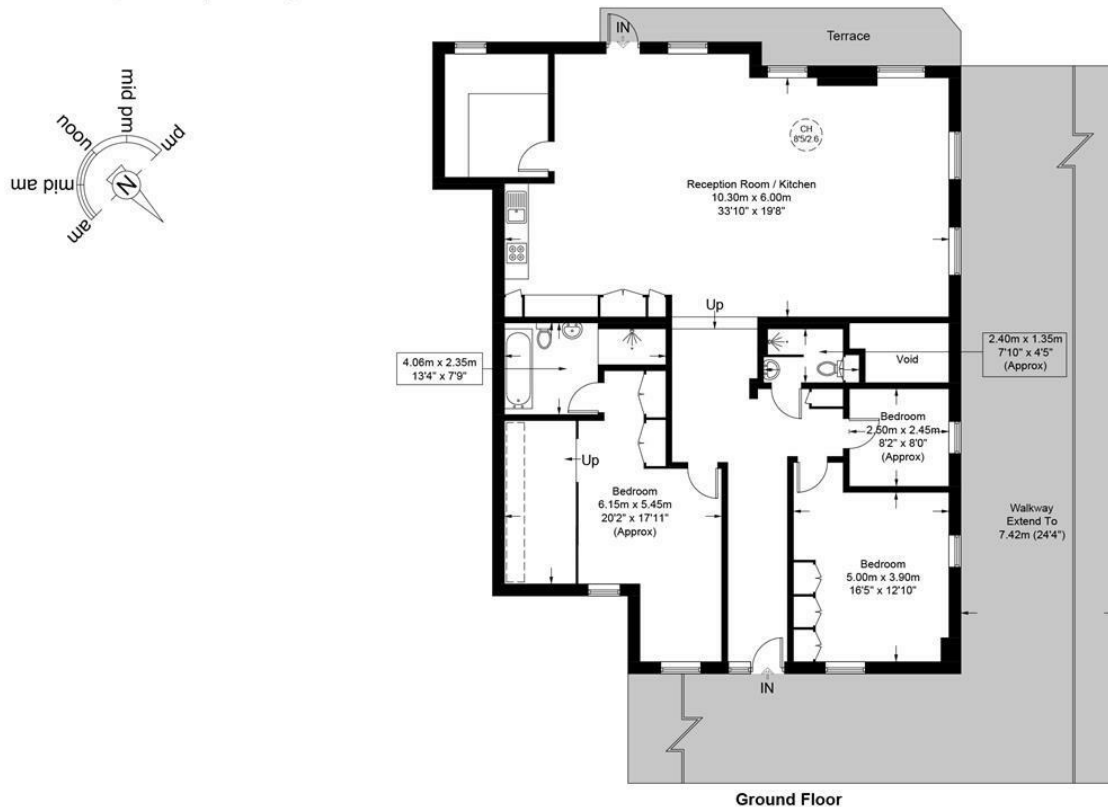 IN
Terrace
mid pm
noon
pm
mid am
am
N
CH
8'5/2.6
Reception Room / Kitchen
10.30m x 6.00m
33'10" x 19'8"
Up
4.06m x 2.35m
13'4" x 7'9"
Void
2.40m x 1.35m
7'10" x 4'5"
(Approx)
Bedroom
2.50m x 2.45m
8'2" x 8'0"
(Approx)
Up
Bedroom
6.15m x 5.45m
20'2" x 17'11"
(Approx)
Walkway
Extend To
7.42m (24'4")
Bedroom
5.00m x 3.90m
16'5" x 12'10"
IN
Ground Floor